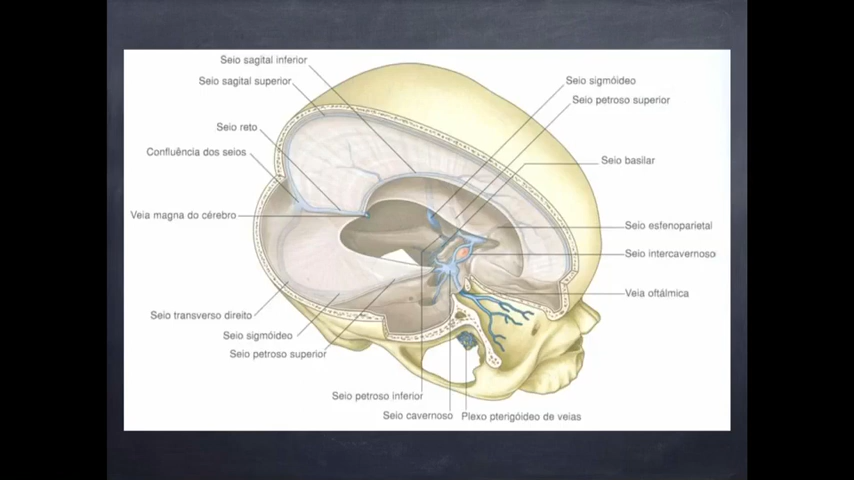 Seio sagital inferior
Seio sagital superior
Seio reto
Confluência dos seios
Veia magna do cérebro
Seio transverso direito
Seio sigmóideo
Seio petroso superior
Seio petroso inferior
Seio cavernoso
Plexo pterigóideo de veias
Seio sigmóideo
Seio petroso superior
Seio basilar
Seio esfenoparietal
Seio intercavernoso
Veia oftálmica